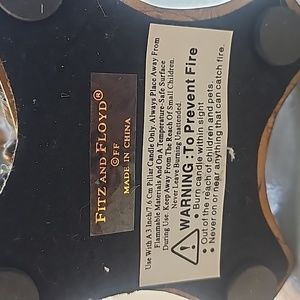 FITZ AND FLOYD®
© FF
MADE IN CHINA
Use With A 3 Inch/7.6 Cm Pillar Candle Only. Always Place Away From
Flammable Materials And On A Temperature-Safe Surface
During Use. Keep Away From The Reach Of Small Children.
Never Leave Burning Unattended.
WARNING :To Prevent Fire
• Burn candle within sight
• Out of the reach of children and pets.
• Never on or near anything that can catch fire.